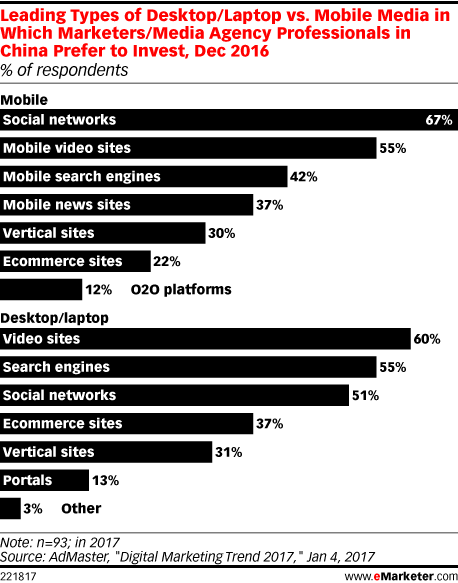 Leading Types of Desktop/Laptop vs. Mobile Media in
Which Marketers/Media Agency Professionals in
China Prefer to Invest, Dec 2016
% of respondents
Mobile
Social networks 67%
Mobile video sites 55%
Mobile search engines 42%
Mobile news sites 37%
Vertical sites 30%
Ecommerce sites 22%
12% O2O platforms
Desktop/laptop
Video sites 60%
Search engines 55%
Social networks 51%
Ecommerce sites 37%
Vertical sites 31%
Portals 13%
3% Other
Note: n=93; in 2017
Source: AdMaster, "Digital Marketing Trend 2017," Jan 4, 2017
221817 www.eMarketer.com